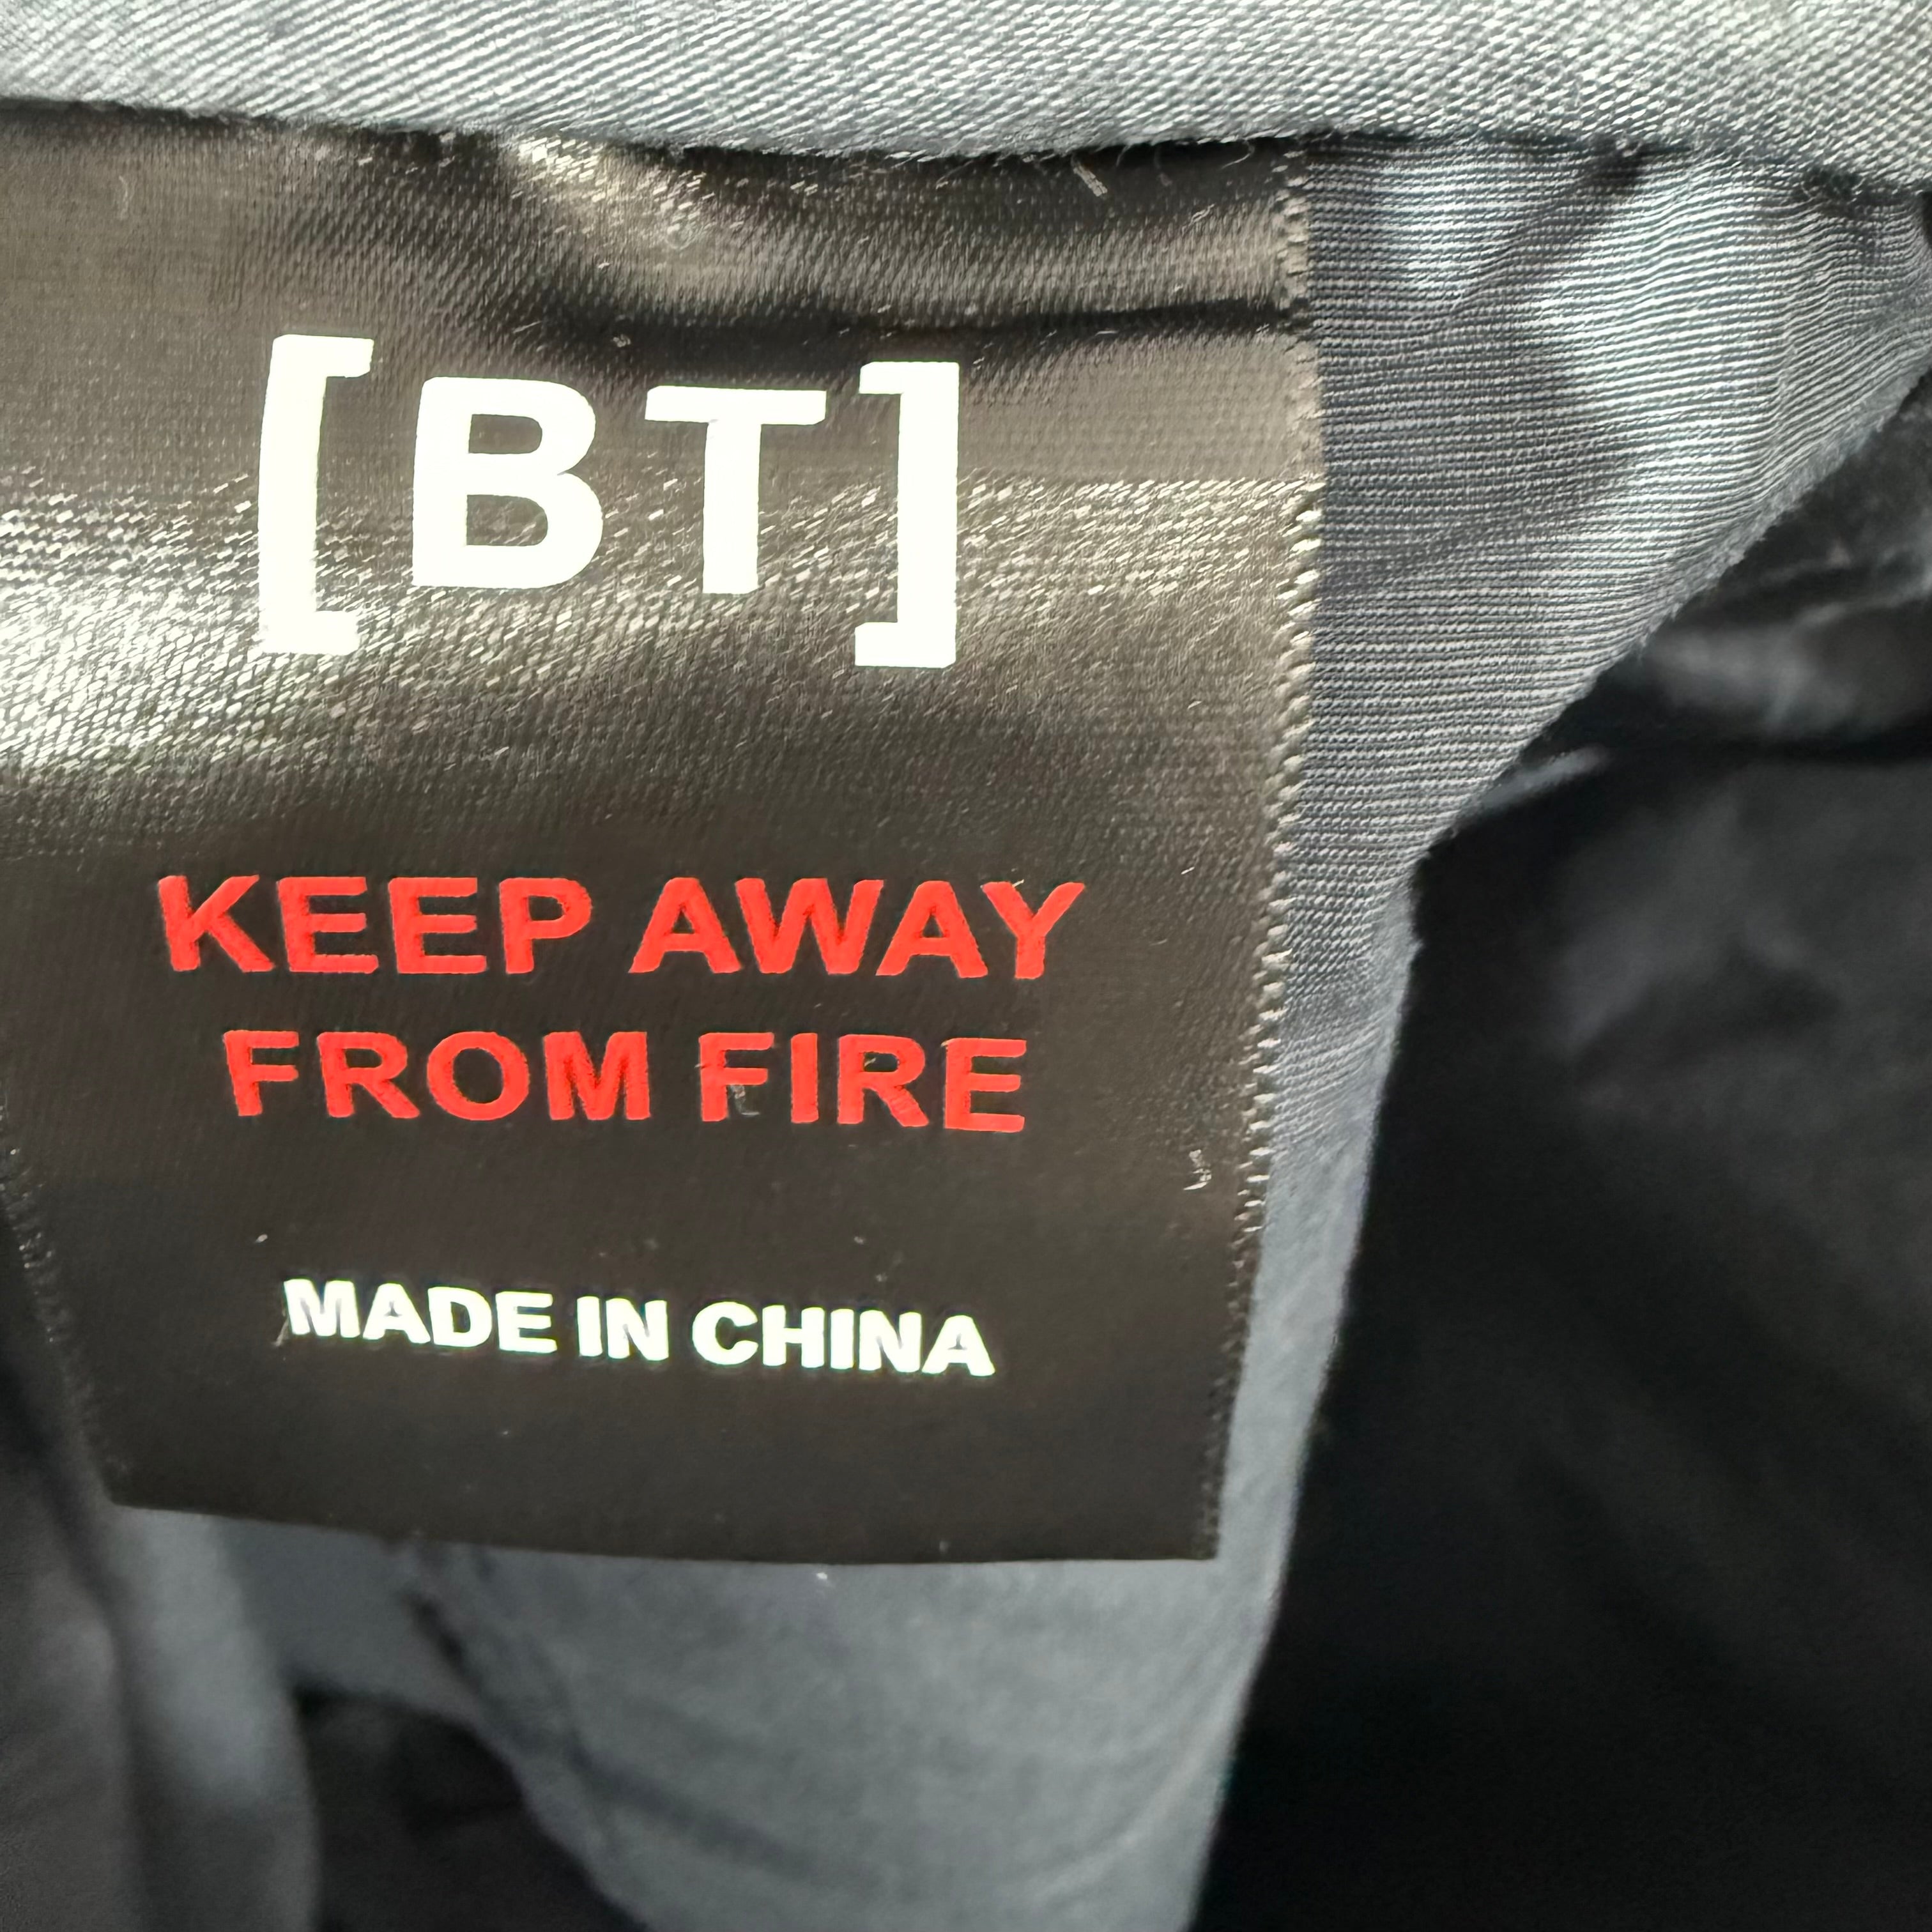 [BT]
KEEP AWAY
FROM FIRE
MADE IN CHINA